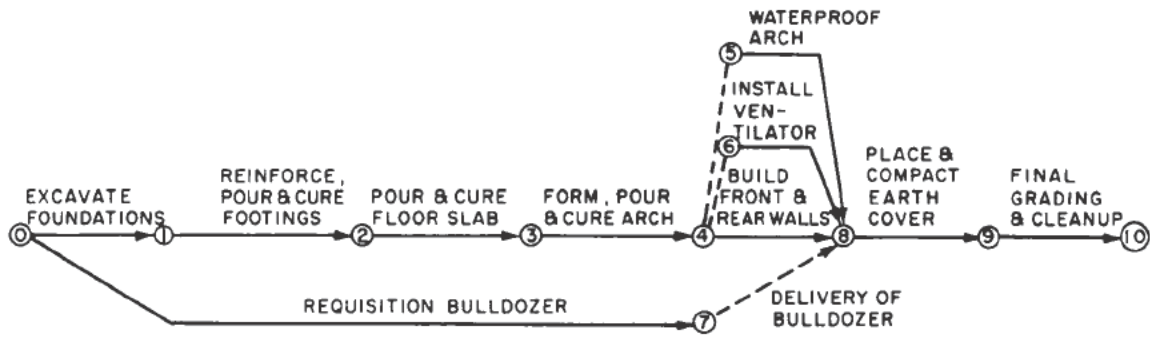 WATERPROOF
ARCH
5
INSTALL
VEN-
TILATOR
6
EXCAVATE
FOUNDATIONS
REINFORCE,
POUR & CURE
FOOTINGS
POUR & CURE
FLOOR SLAB
FORM, POUR
& CURE ARCH
BUILD
FRONT &
REAR WALLS
PLACE &
COMPACT
EARTH
COVER
FINAL
GRADING
& CLEANUP
0
1
2
3
4
8
9
10
REQUISITION BULLDOZER
7
DELIVERY OF
BULLDOZER